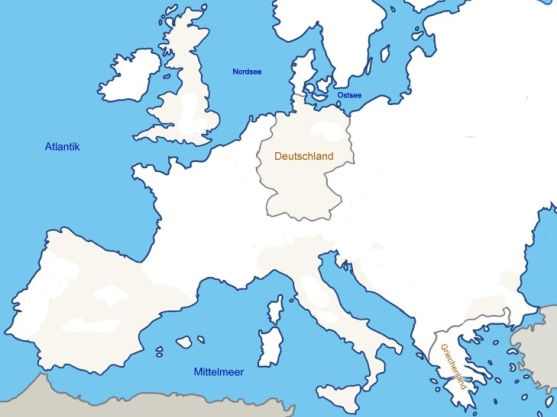 Nordsee
Ostsee
Atlantik
Deutschland
Mittelmeer
Griechenland